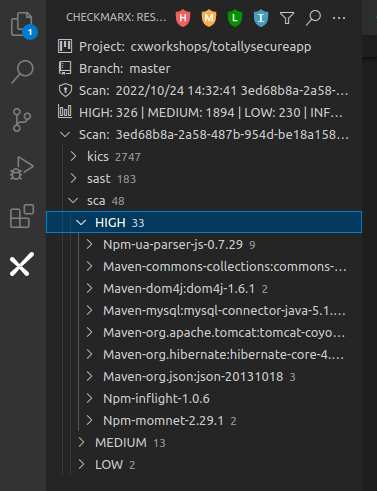 1
CHECKMARX: RES... H M L I ...
Project: cxworkshops/totallysecureapp
Branch: master
Scan: 2022/10/24 14:32:41 3ed68b8a-2a58-...
HIGH: 326 | MEDIUM: 1894 | LOW: 230 | INF...
Scan: 3ed68b8a-2a58-487b-954d-be18a158...
kics 2747
sast 183
sca 48
HIGH 33
Npm-ua-parser-js-0.7.29 9
Maven-commons-collections:commons-...
Maven-dom4j:dom4j-1.6.1 2
Maven-mysql:mysql-connector-java-5.1....
Maven-org.apache.tomcat:tomcat-coyo...
Maven-org.hibernate:hibernate-core-4....
Maven-org.json:json-20131018 3
Npm-inflight-1.0.6
Npm-momnet-2.29.1 2
MEDIUM 13
LOW 2